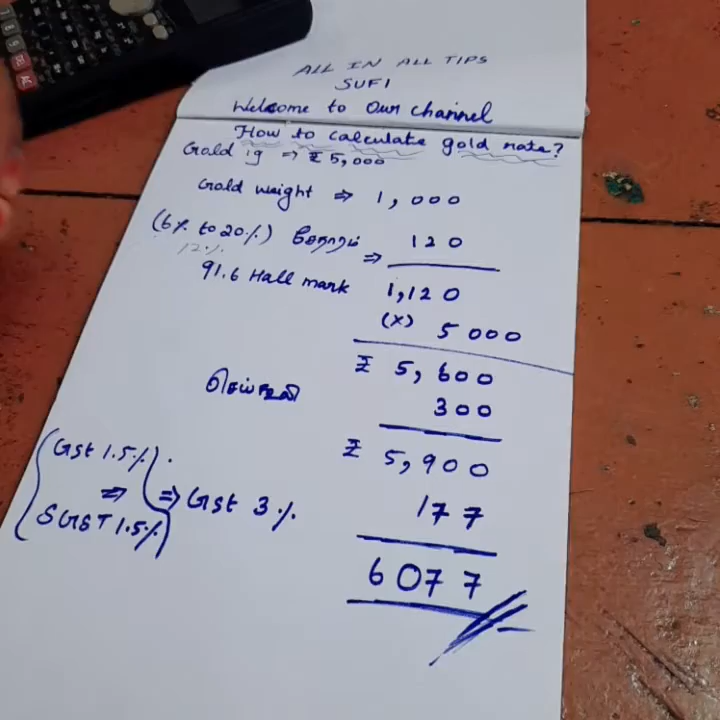 ALL IN ALL TIPS
SUFI
Welcome to Own channel
How to calculate gold rate?
Gold 1g ⇒ ₹ 5,000
Gold weight ⇒ 1,000
(6% to 20%) சேதாரம் ⇒ 120
12%
91.6 Hall mark 1,120
(x) 5000
₹ 5,600
செய்கூலி 300
₹ 5,900
Gst 1.5%
⇒ ⇒ Gst 3% 177
SGST 1.5%
6077